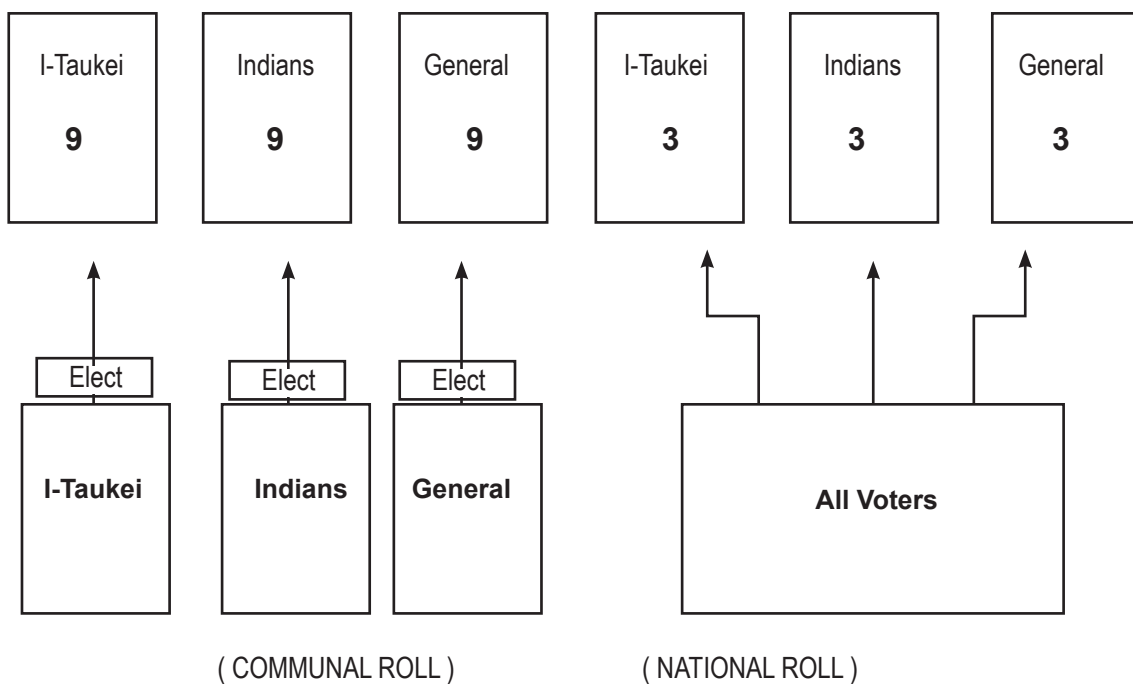 I-Taukei
9
Indians
9
General
9
I-Taukei
3
Indians
3
General
3
Elect
Elect
Elect
I-Taukei
Indians
General
All Voters
( COMMUNAL ROLL )
( NATIONAL ROLL )